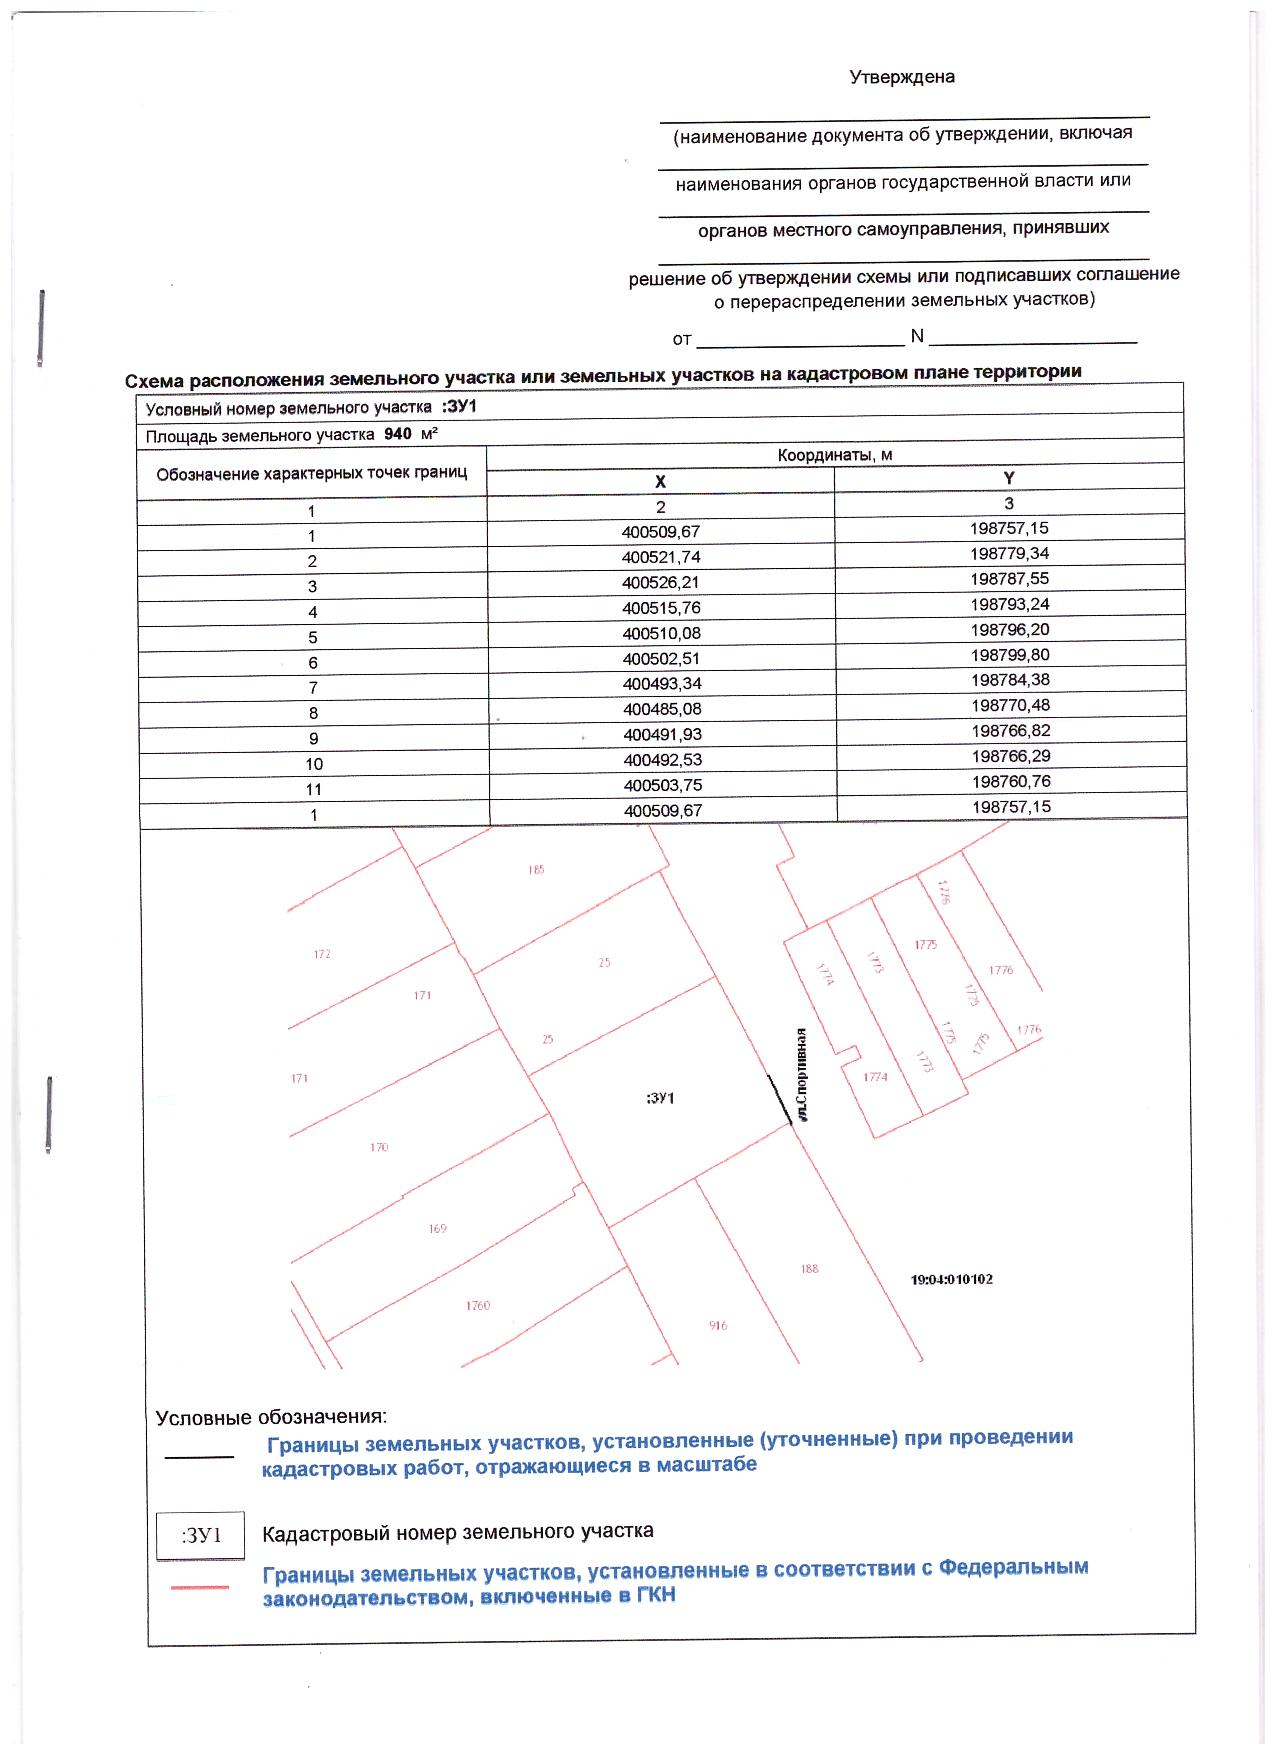 Утверждена
(наименование документа об утверждении, включая
наименования органов государственной власти или
органов местного самоуправления, принявших
решение об утверждении схемы или подписавших соглашение
о перераспределении земельных участков)
от ____________________ N ____________________
Схема расположения земельного участка или земельных участков на кадастровом плане территории
Условный номер земельного участка :ЗУ1
Площадь земельного участка 940 м²
Обозначение характерных точек границ
Координаты, м
X Y
1 2 3
1 400509,67 198757,15
2 400521,74 198779,34
3 400526,21 198787,55
4 400515,76 198793,24
5 400510,08 198796,20
6 400502,51 198799,80
7 400493,34 198784,38
8 400485,08 198770,48
9 400491,93 198766,82
10 400492,53 198766,29
11 400503,75 198760,76
1 400509,67 198757,15
185
1776
172
25
1775
1774
1773
1776
171
1775
25
ул.Спортивная
1775
1775
1776
171
1774
1773
:ЗУ1
170
169
188
19:04:010102
1760
916
Условные обозначения:
Границы земельных участков, установленные (уточненные) при проведении
кадастровых работ, отражающиеся в масштабе
:ЗУ1 Кадастровый номер земельного участка
Границы земельных участков, установленные в соответствии с Федеральным
законодательством, включенные в ГКН